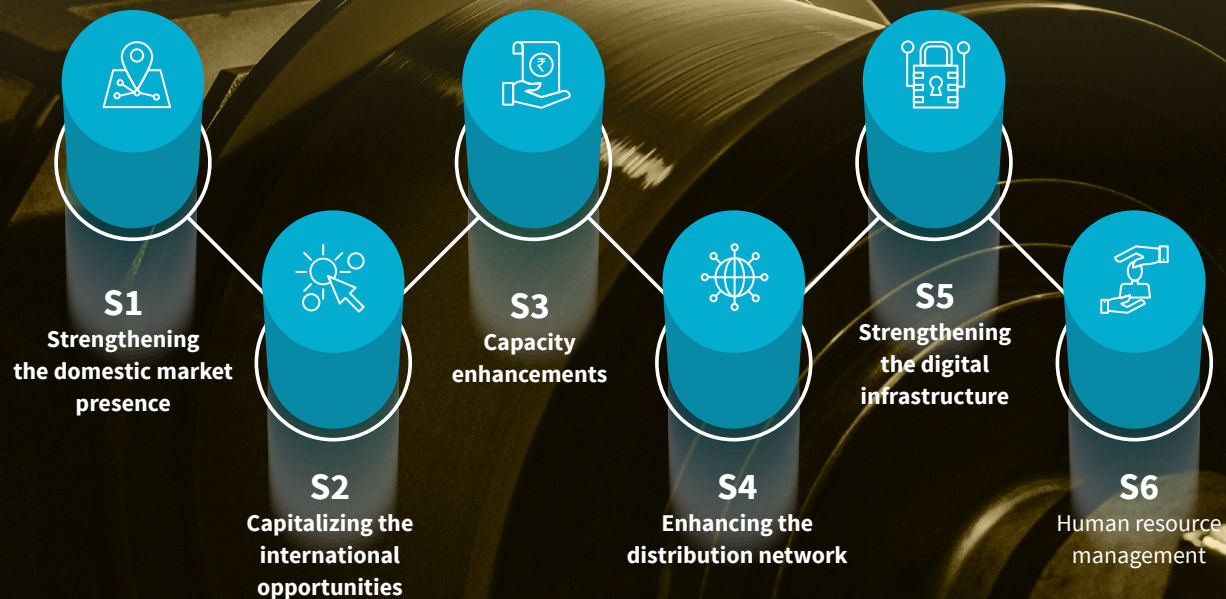 S1
Strengthening
the domestic market
presence
S2
Capitalizing the
international
opportunities
₹
S3
Capacity
enhancements
S4
Enhancing the
distribution network
S5
Strengthening
the digital
infrastructure
S6
Human resource
management